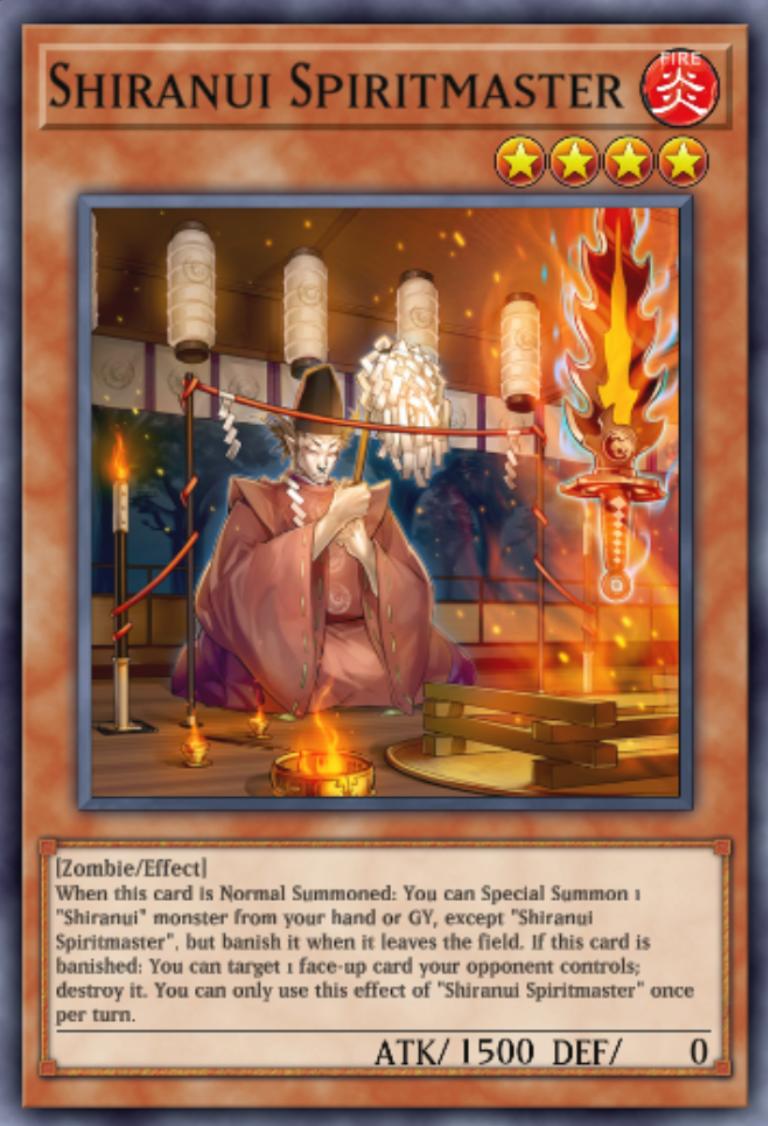 SHIRANUI SPIRITMASTER
FIRE
炎
[Zombie/Effect]
When this card is Normal Summoned: You can Special Summon 1
"Shiranui" monster from your hand or GY, except "Shiranui
Spiritmaster", but banish it when it leaves the field. If this card is
banished: You can target 1 face-up card your opponent controls;
destroy it. You can only use this effect of "Shiranui Spiritmaster" once
per turn.
ATK/ 1500 DEF/ 0